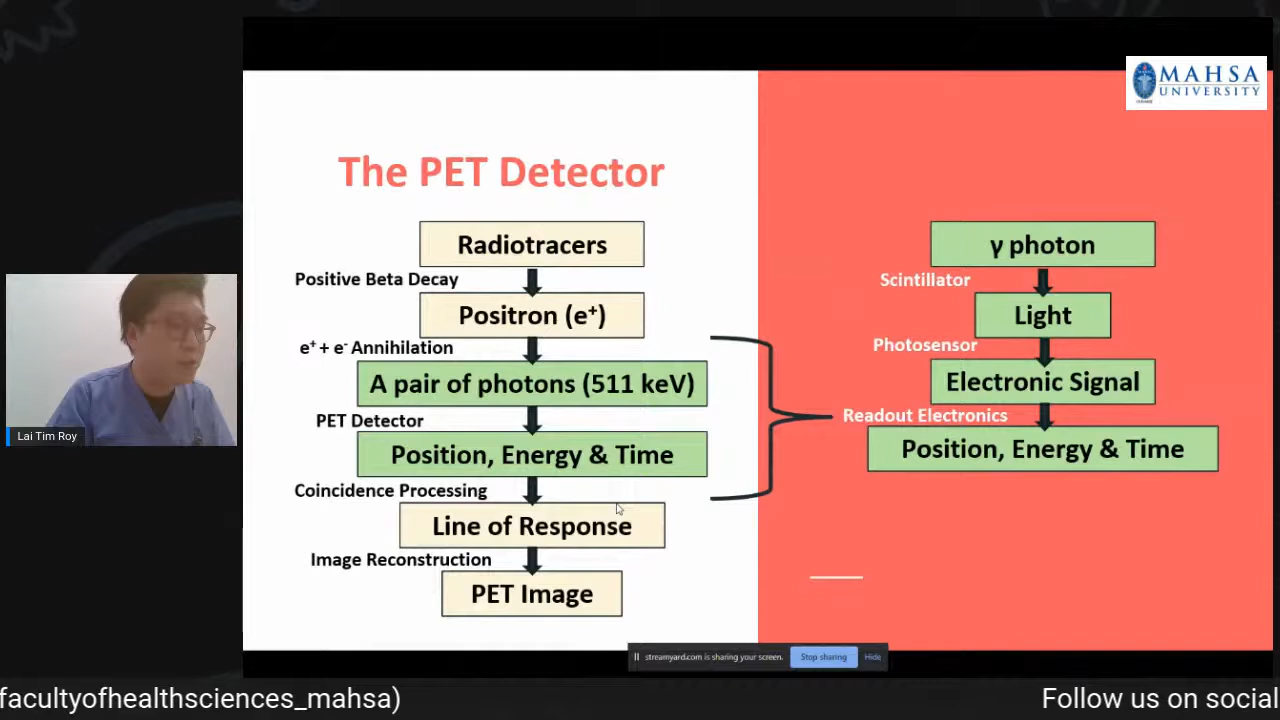 MAHSA
UNIVERSITY
The PET Detector
Radiotracers
Positive Beta Decay
Positron (e⁺)
e⁺ + e⁻ Annihilation
A pair of photons (511 keV)
PET Detector
Position, Energy & Time
Coincidence Processing
Line of Response
Image Reconstruction
PET Image
γ photon
Scintillator
Light
Photosensor
Electronic Signal
Readout Electronics
Position, Energy & Time
Lai Tim Roy
streamyard.com is sharing your screen.
Stop sharing
Hide
facultyofhealthsciences_mahsa)
Follow us on social